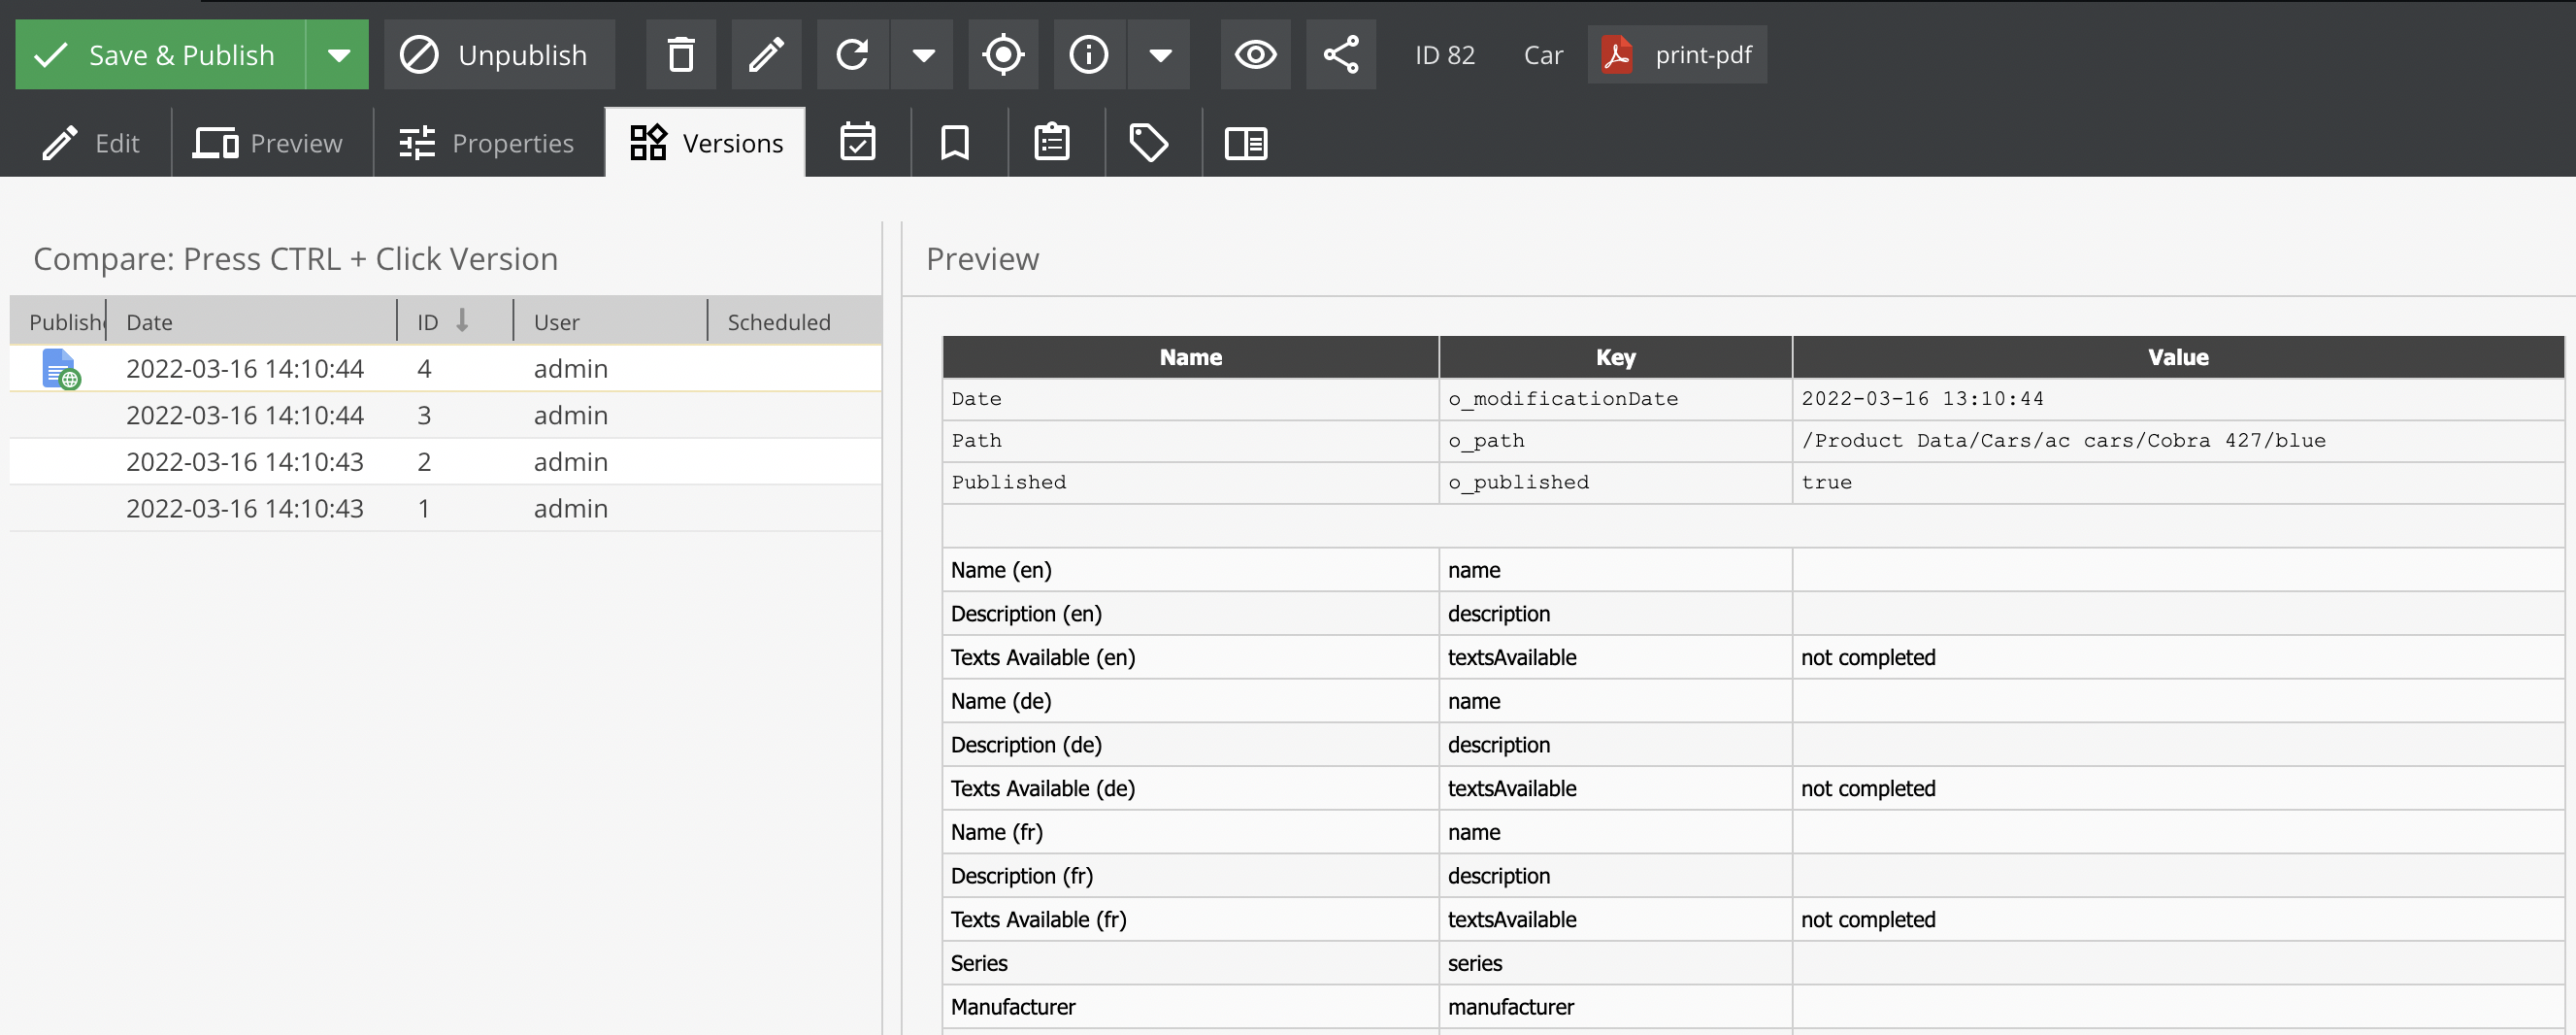 Save & Publish Unpublish ID 82 Car print-pdf
Edit Preview Properties Versions
Compare: Press CTRL + Click Version
Date ID User Scheduled
2022-03-16 14:10:44 4 admin
2022-03-16 14:10:44 3 admin
2022-03-16 14:10:43 2 admin
2022-03-16 14:10:43 1 admin
Preview
Name Key Value
Date o_modificationDate 2022-03-16 13:10:44
Path o_path /Product Data/Cars/ac cars/Cobra 427/blue
Published o_published true
Name (en) name
Description (en) description
Texts Available (en) textsAvailable not completed
Name (de) name
Description (de) description
Texts Available (de) textsAvailable not completed
Name (fr) name
Description (fr) description
Texts Available (fr) textsAvailable not completed
Series series
Manufacturer manufacturer